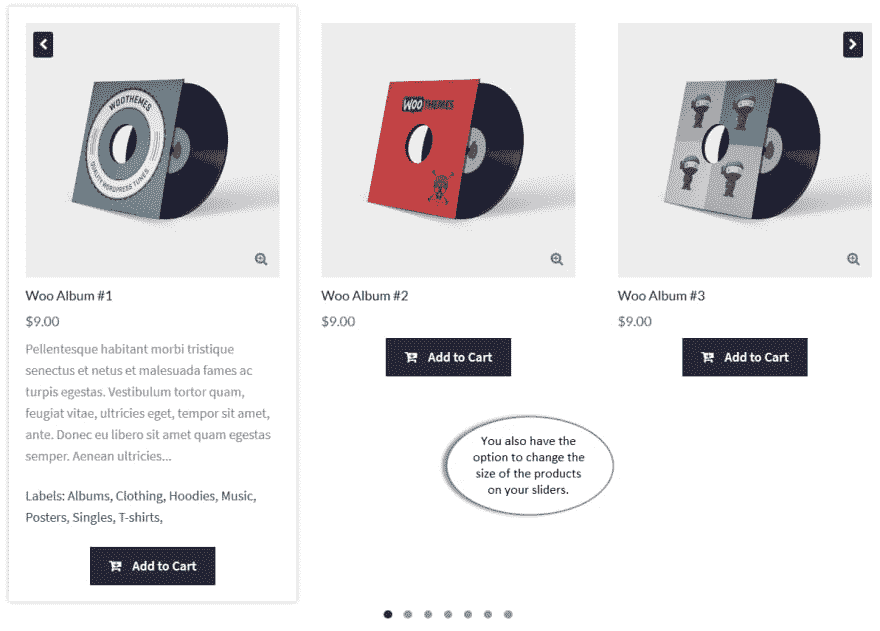 WOOTHEMES
QUALITY WORDPRESS TUNES
WOO THEMES
Woo Album #1
$9.00
Pellentesque habitant morbi tristique
senectus et netus et malesuada fames ac
turpis egestas. Vestibulum tortor quam,
feugiat vitae, ultricies eget, tempor sit amet,
ante. Donec eu libero sit amet quam egestas
semper. Aenean ultricies...
Labels: Albums, Clothing, Hoodies, Music,
Posters, Singles, T-shirts,
Add to Cart
Woo Album #2
$9.00
Add to Cart
Woo Album #3
$9.00
Add to Cart
You also have the
option to change the
size of the products
on your sliders.